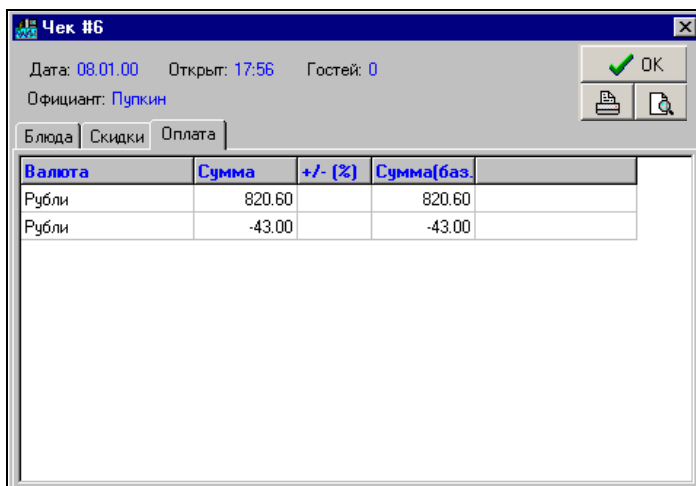 Чек #6
Дата: 08.01.00 Открыт: 17:56 Гостей: 0
OK
Официант: Пупкин
Блюда Скидки Оплата
Валюта Сумма +/- (%) Сумма(баз.
Рубли 820.60 820.60
Рубли -43.00 -43.00